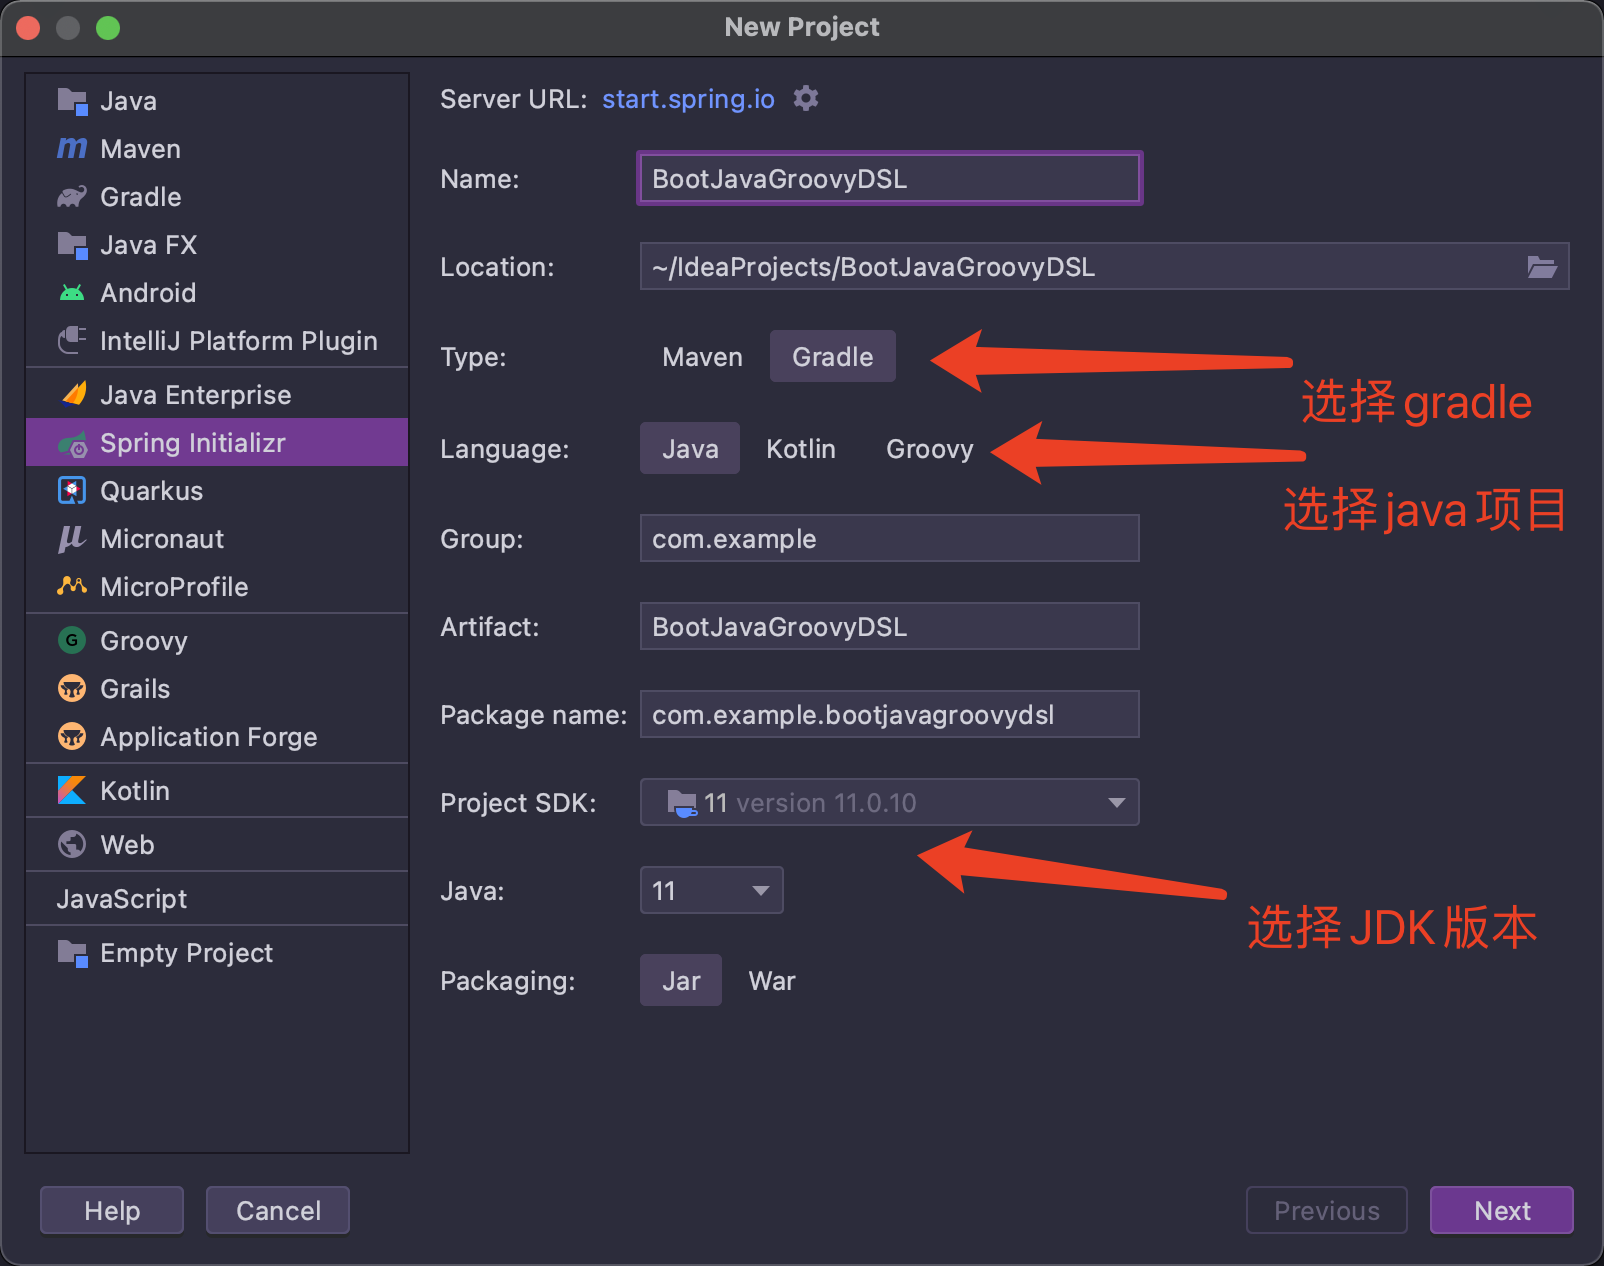 New Project
Java
Maven
Gradle
Java FX
Android
IntelliJ Platform Plugin
Java Enterprise
Spring Initializr
Quarkus
Micronaut
MicroProfile
Groovy
Grails
Application Forge
Kotlin
Web
JavaScript
Empty Project
Server URL: start.spring.io
Name: BootJavaGroovyDSL
Location: ~/IdeaProjects/BootJavaGroovyDSL
Type: Maven Gradle
选择gradle
Language: Java Kotlin Groovy
选择java项目
Group: com.example
Artifact: BootJavaGroovyDSL
Package name: com.example.bootjavagroovydsl
Project SDK: 11 version 11.0.10
Java: 11
选择JDK版本
Packaging: Jar War
Help Cancel Previous Next